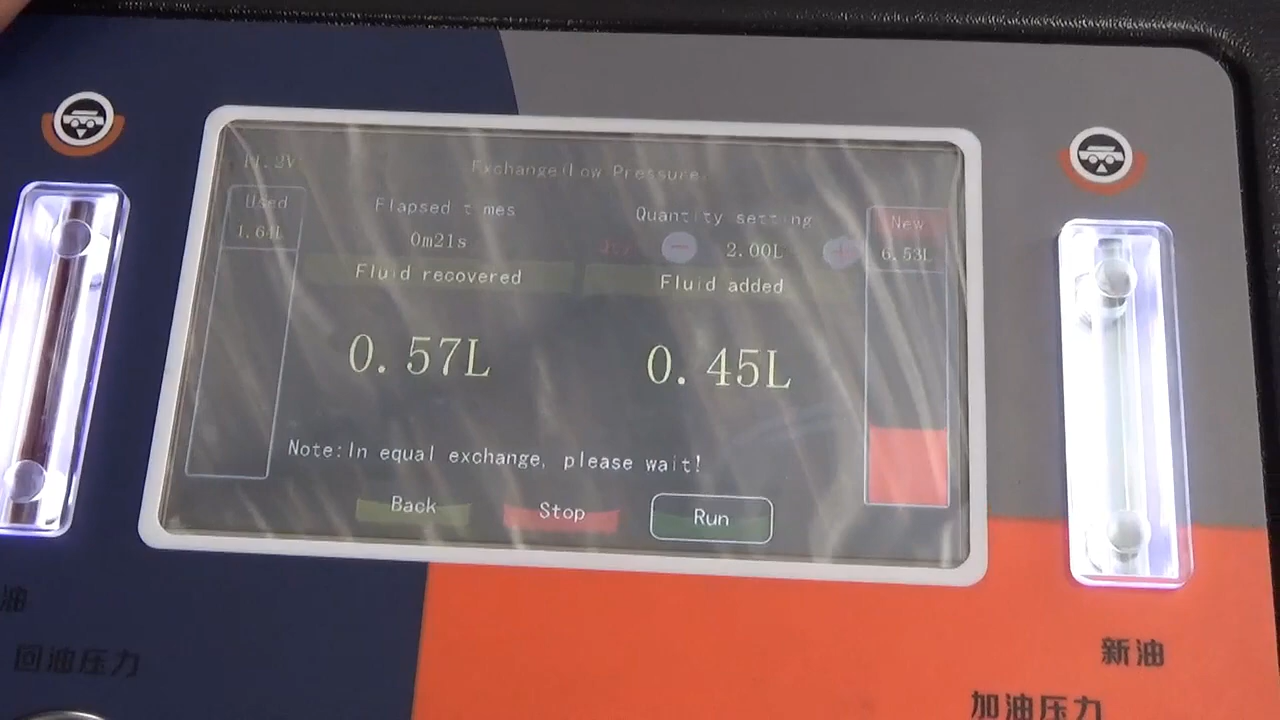 11.2V
Exchange(Low Pressure)
Used
1.64L
Elapsed times
0m21s
Quantity setting
2.00L
New
6.53L
Fluid recovered
Fluid added
0.57L
0.45L
Note:In equal exchange, please wait!
Back
Stop
Run
油
回油压力
新油
加油压力